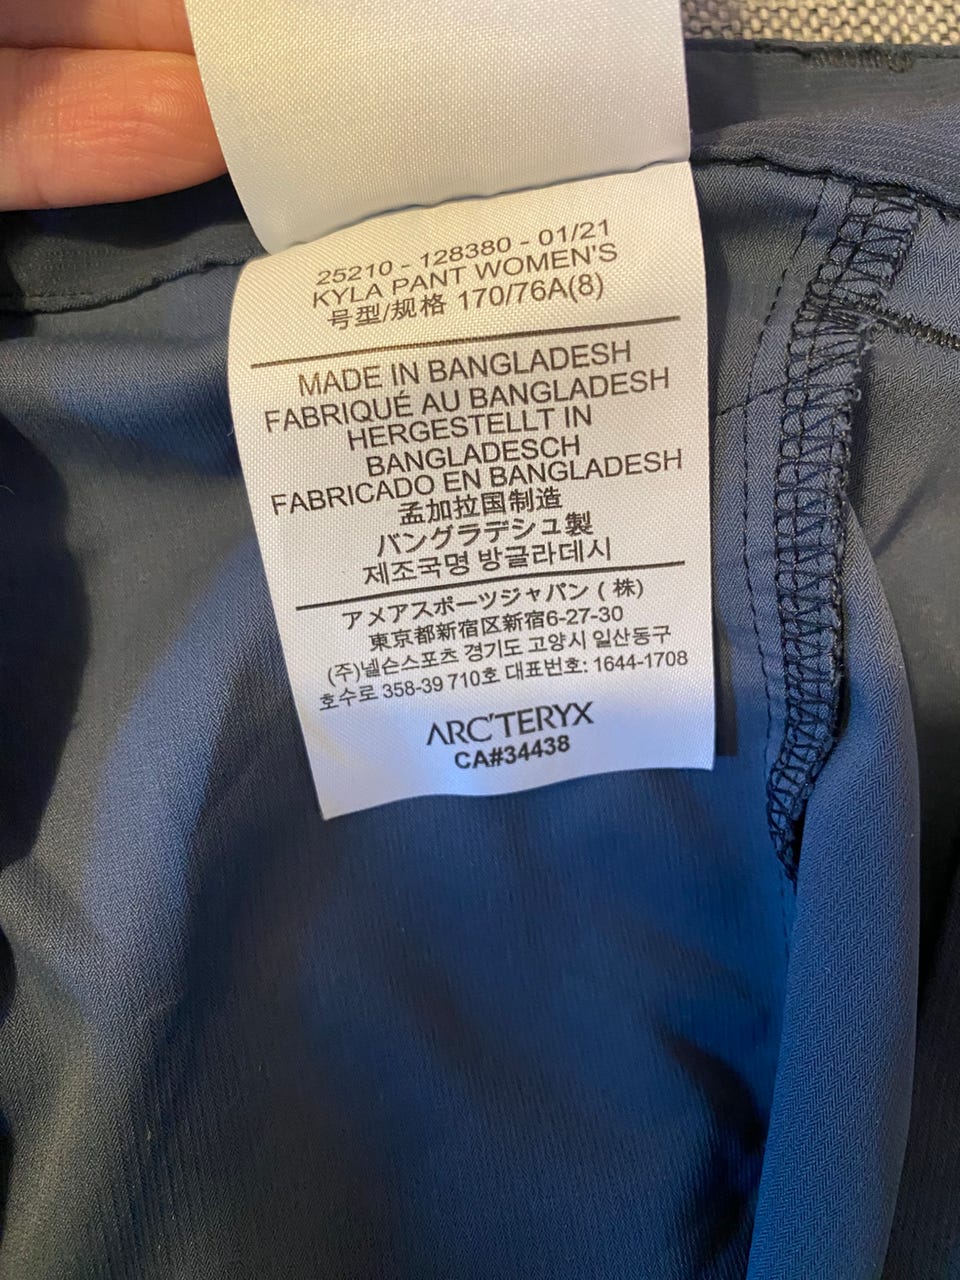 25210 - 128380 - 01/21
KYLA PANT WOMEN'S
号型/规格 170/76A(8)
MADE IN BANGLADESH
FABRIQUÉ AU BANGLADESH
HERGESTELLT IN
BANGLADESCH
FABRICADO EN BANGLADESH
孟加拉国制造
バングラデシュ製
제조국명 방글라데시
アメアスポーツジャパン ( 株)
東京都新宿区新宿6-27-30
(주)넬슨스포츠 경기도 고양시 일산동구
호수로 358-39 710호 대표번호: 1644-1708
ARC'TERYX
CA#34438